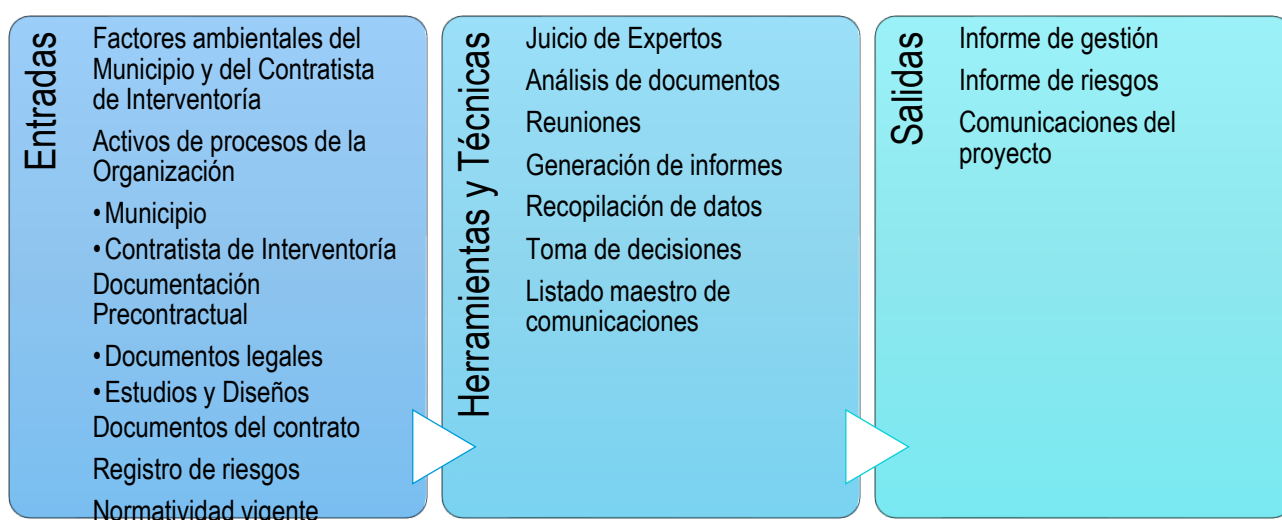 Entradas
Factores ambientales del
Municipio y del Contratista
de Interventoría
Activos de procesos de la
Organización
•Municipio
•Contratista de Interventoría
Documentación
Precontractual
•Documentos legales
•Estudios y Diseños
Documentos del contrato
Registro de riesgos
Normatividad vigente
Herramientas y Técnicas
Juicio de Expertos
Análisis de documentos
Reuniones
Generación de informes
Recopilación de datos
Toma de decisiones
Listado maestro de
comunicaciones
Salidas
Informe de gestión
Informe de riesgos
Comunicaciones del
proyecto